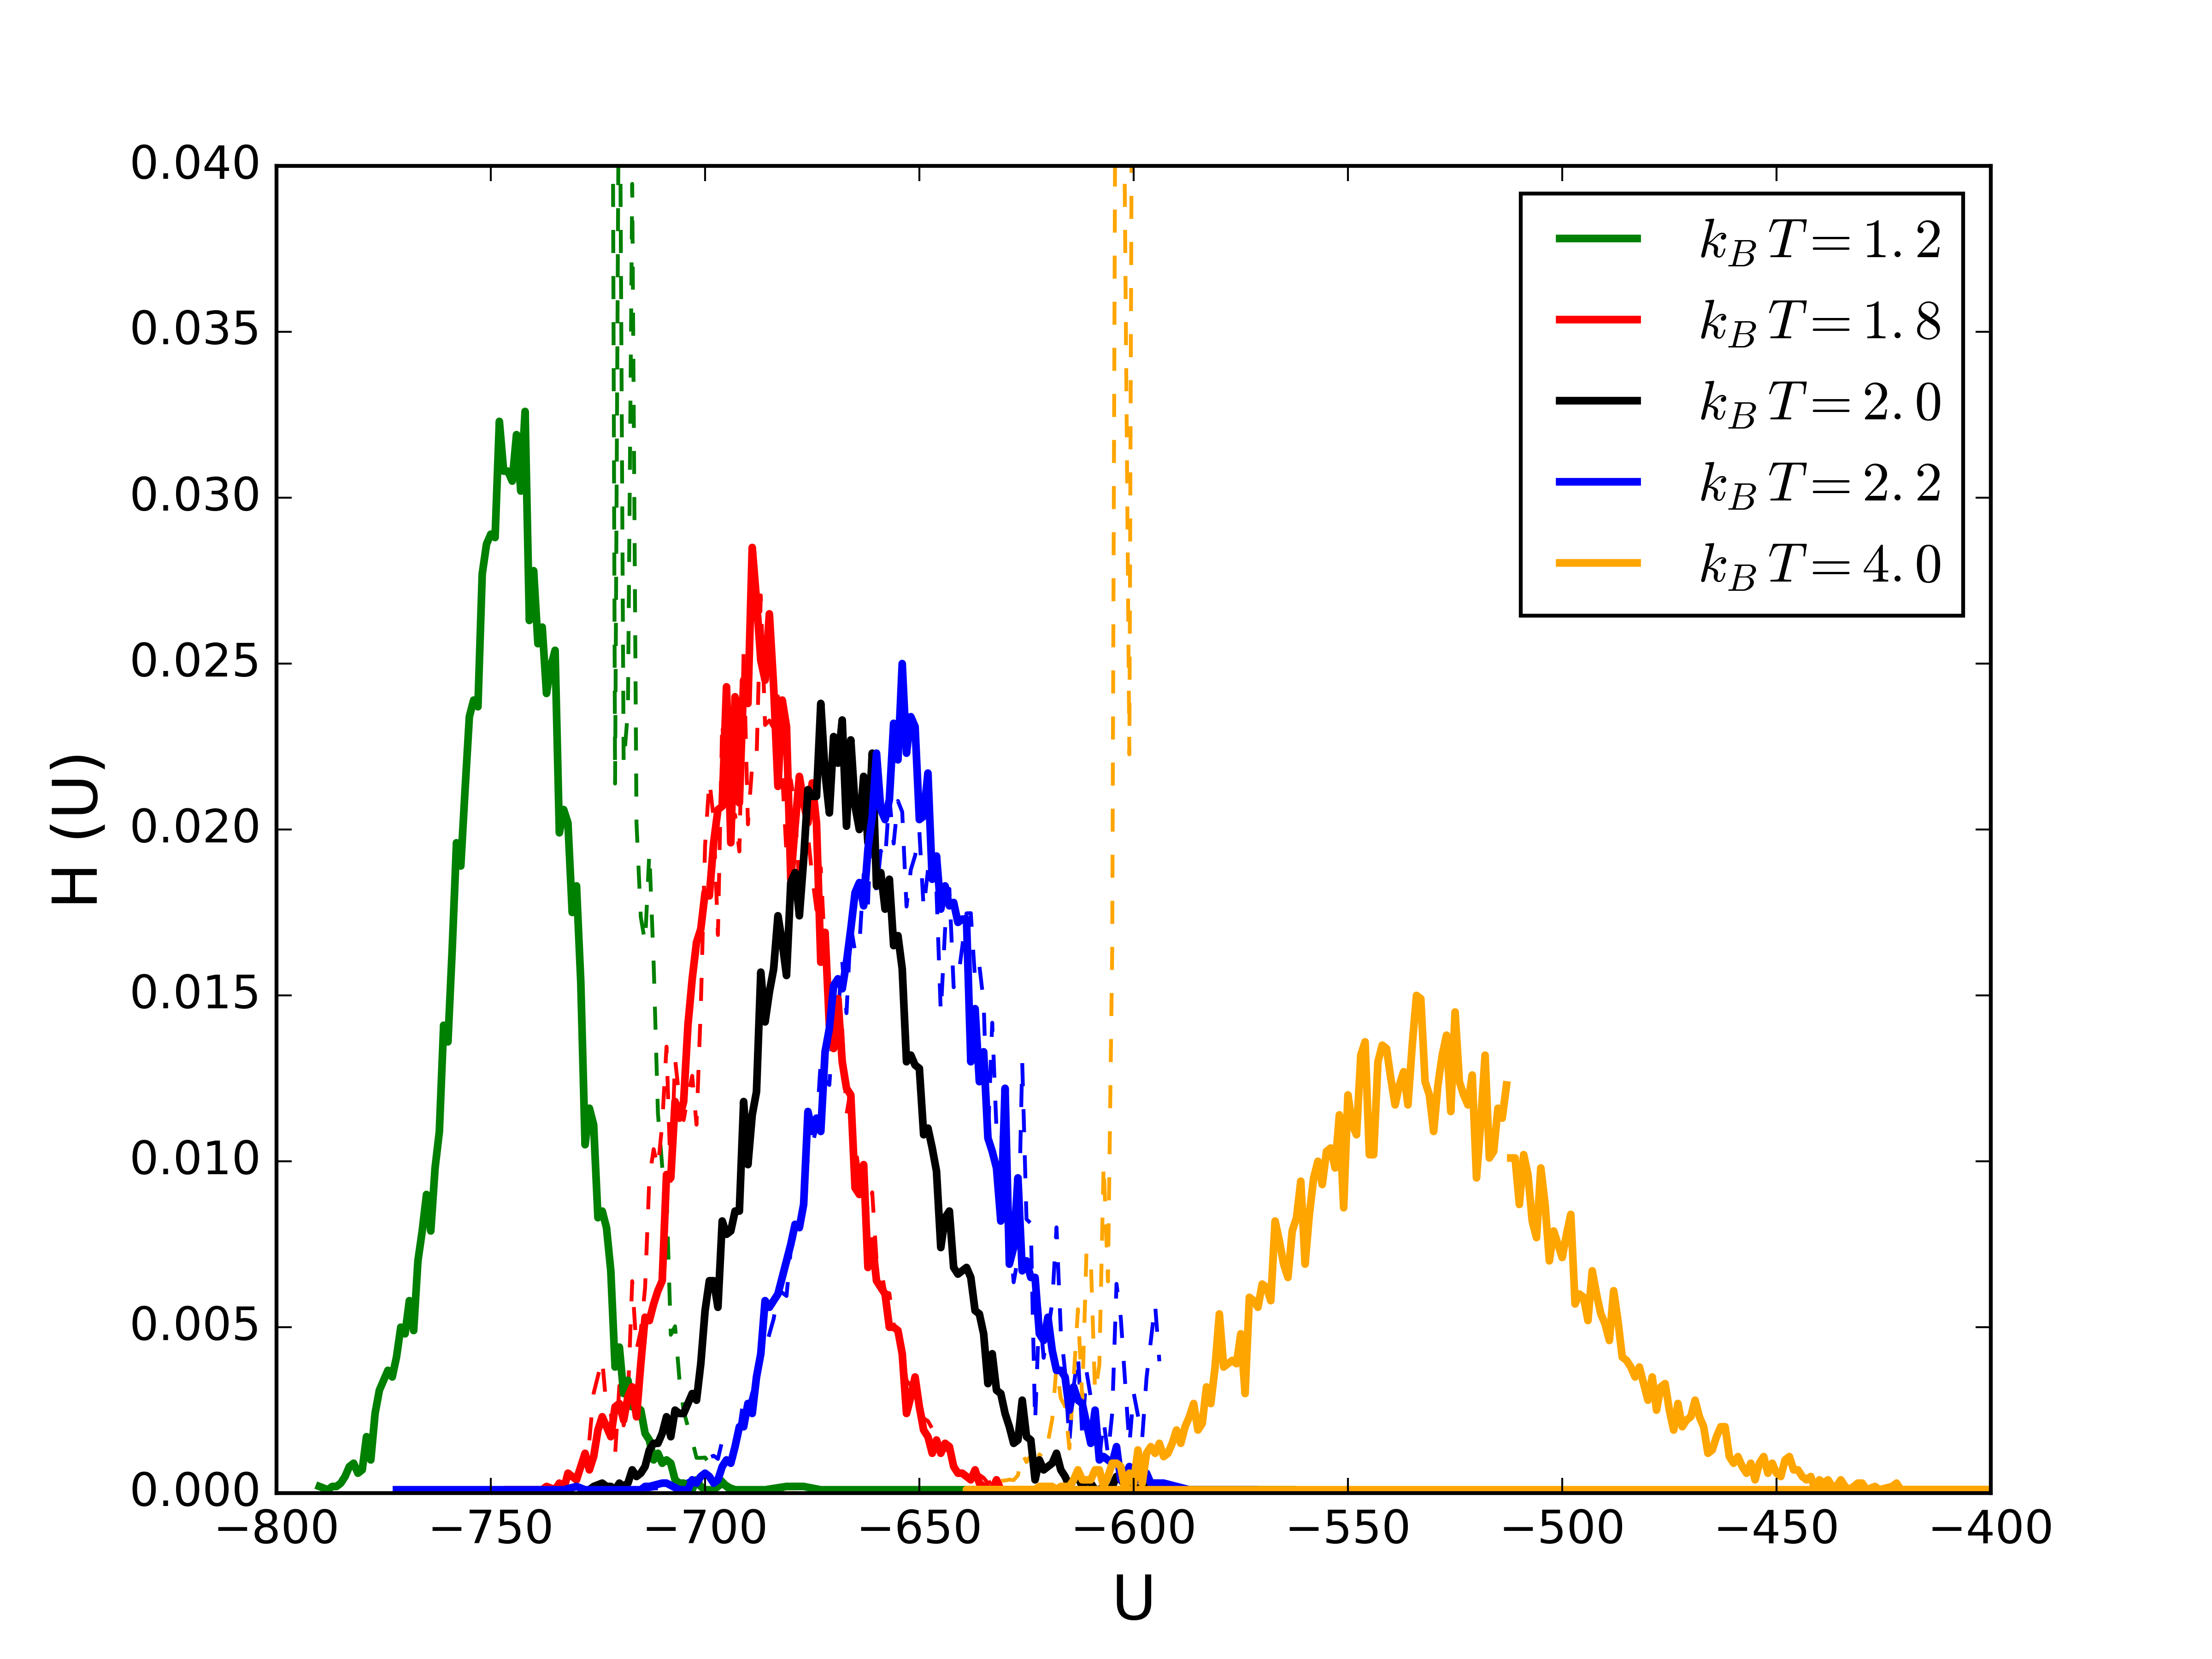 H (U)
0.040
0.035
0.030
0.025
0.020
0.015
0.010
0.005
0.000
−800
−750
−700
−650
−600
−550
−500
−450
−400
U
k_B T = 1.2
k_B T = 1.8
k_B T = 2.0
k_B T = 2.2
k_B T = 4.0